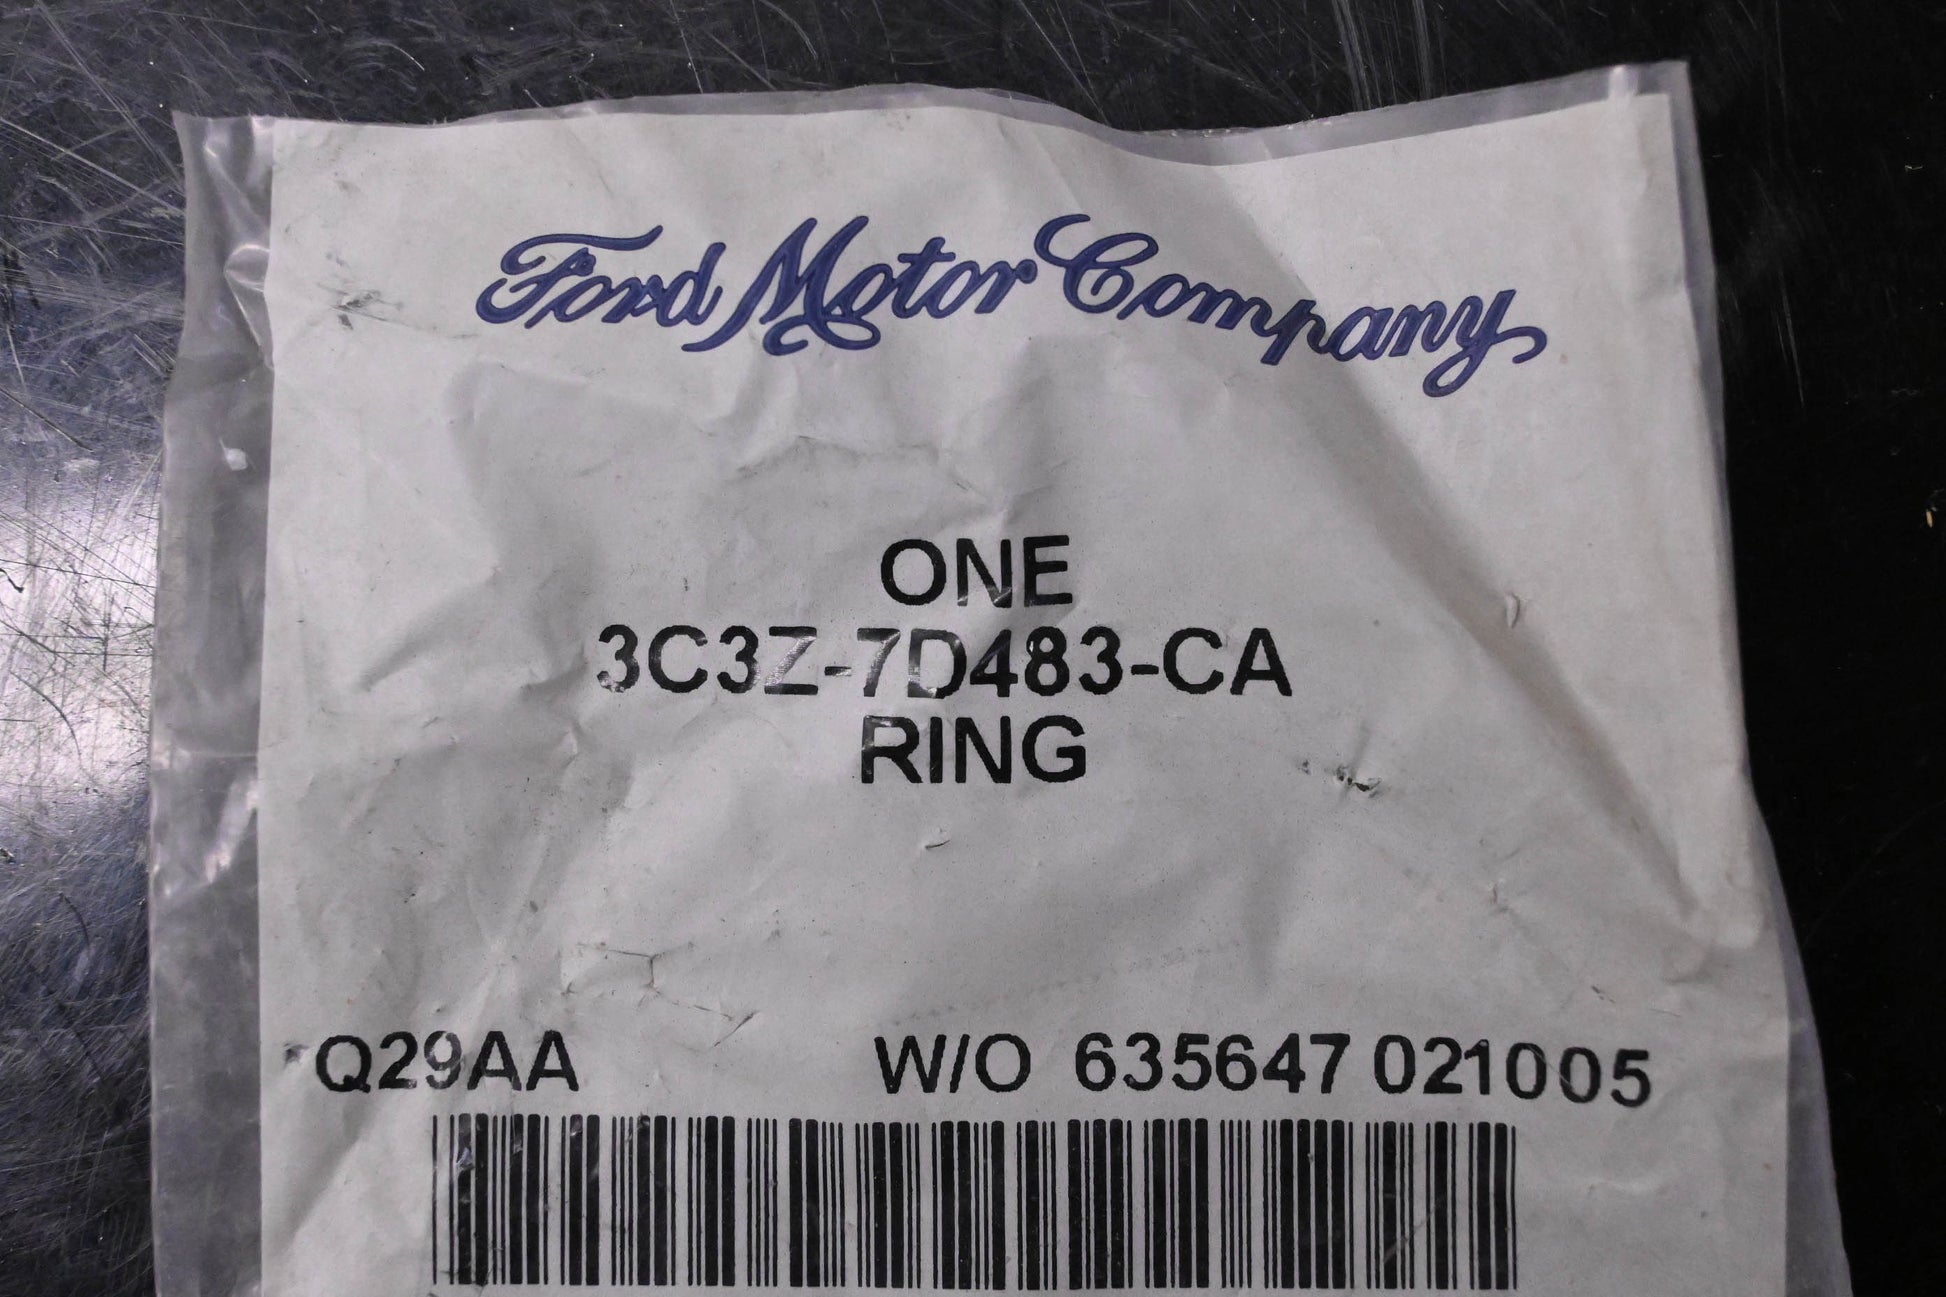 Ford Motor Company
ONE
3C3Z-7D483-CA
RING
Q29AA W/O 635647 021005